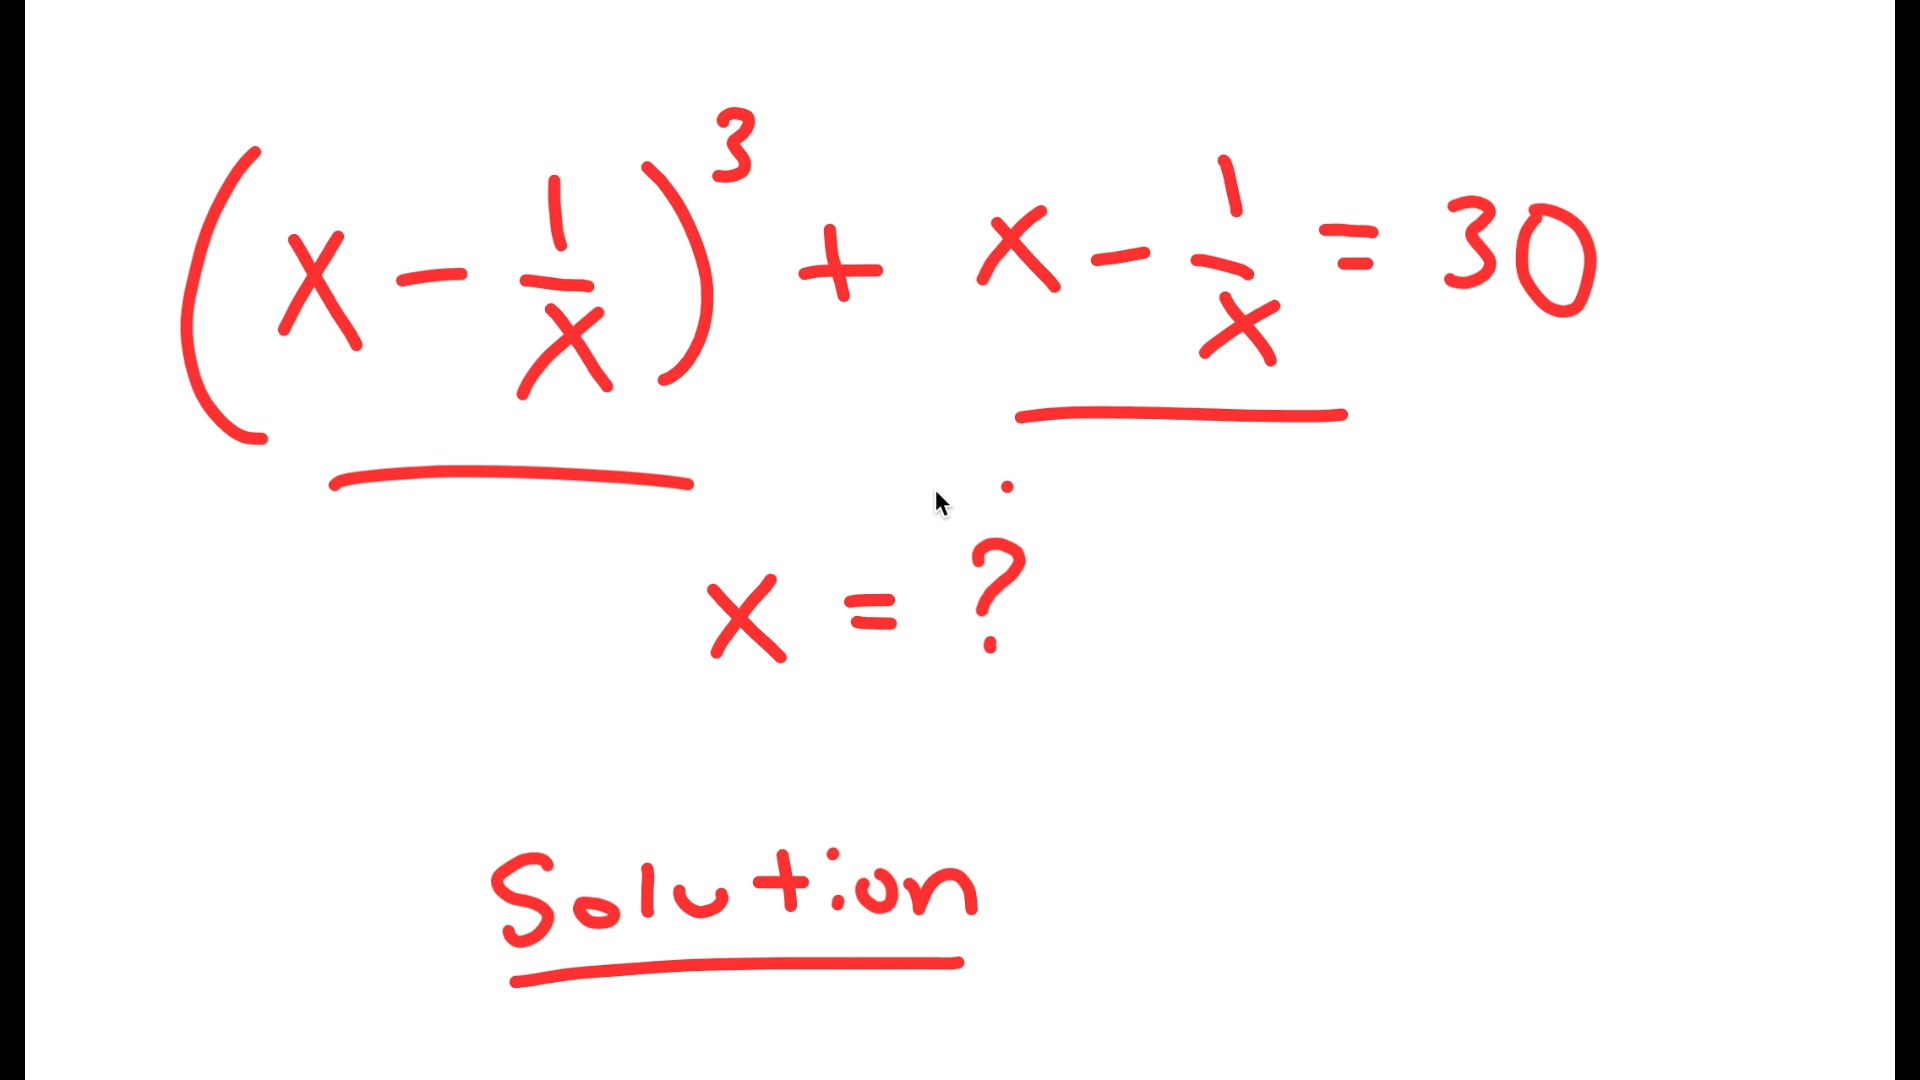 (x - 1/x)³ + x - 1/x = 30
x = ?
Solution